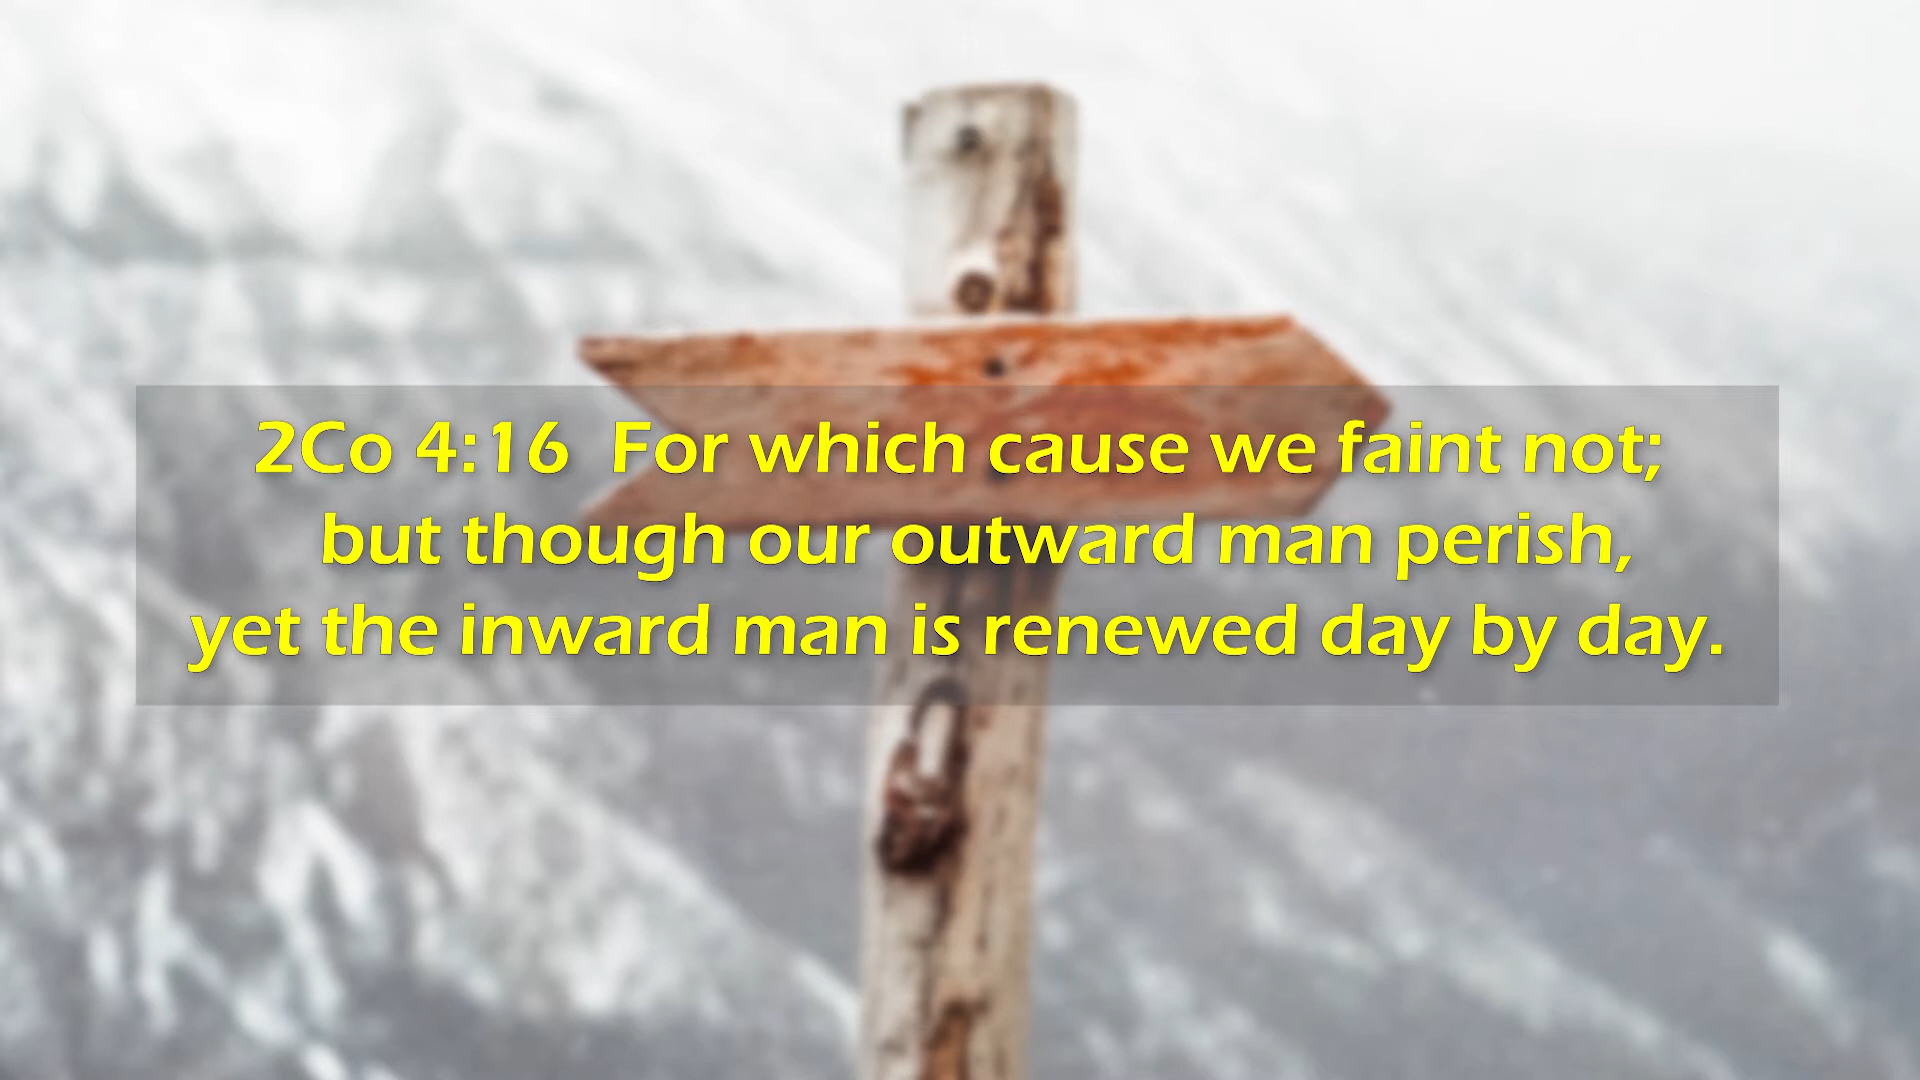 2Co 4:16  For which cause we faint not;
but though our outward man perish,
yet the inward man is renewed day by day.